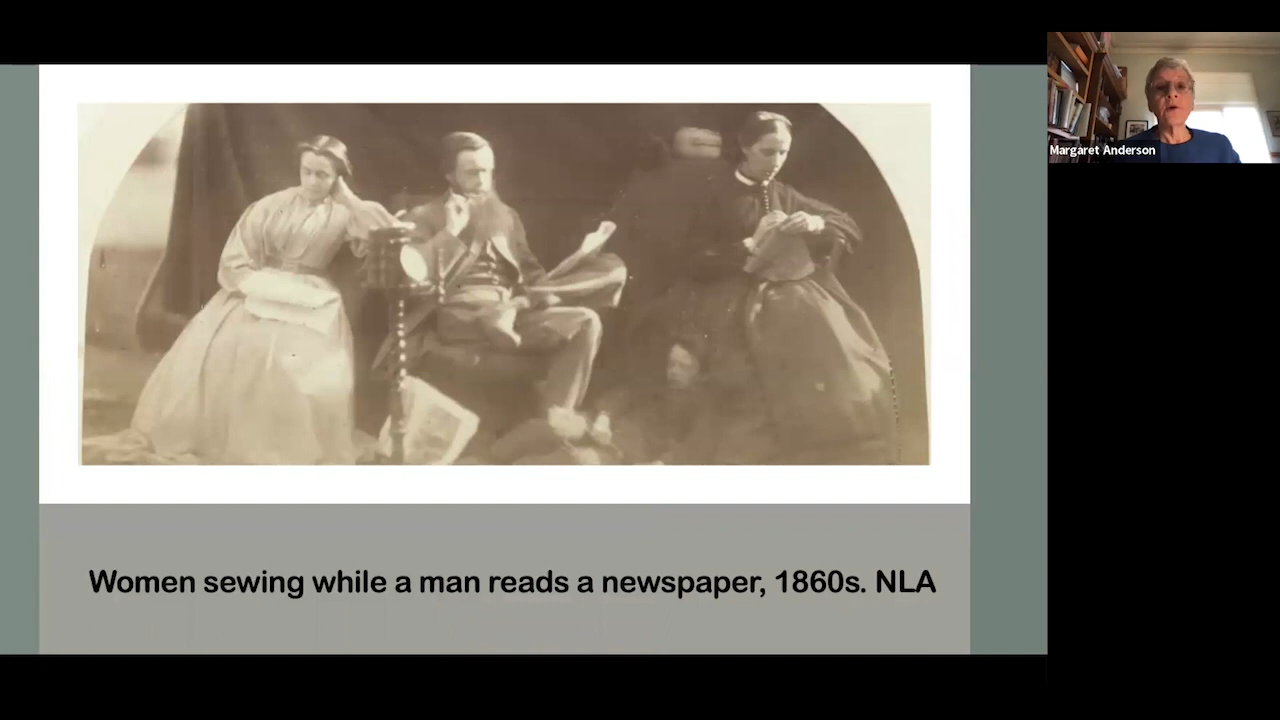 Margaret Anderson
Women sewing while a man reads a newspaper, 1860s. NLA